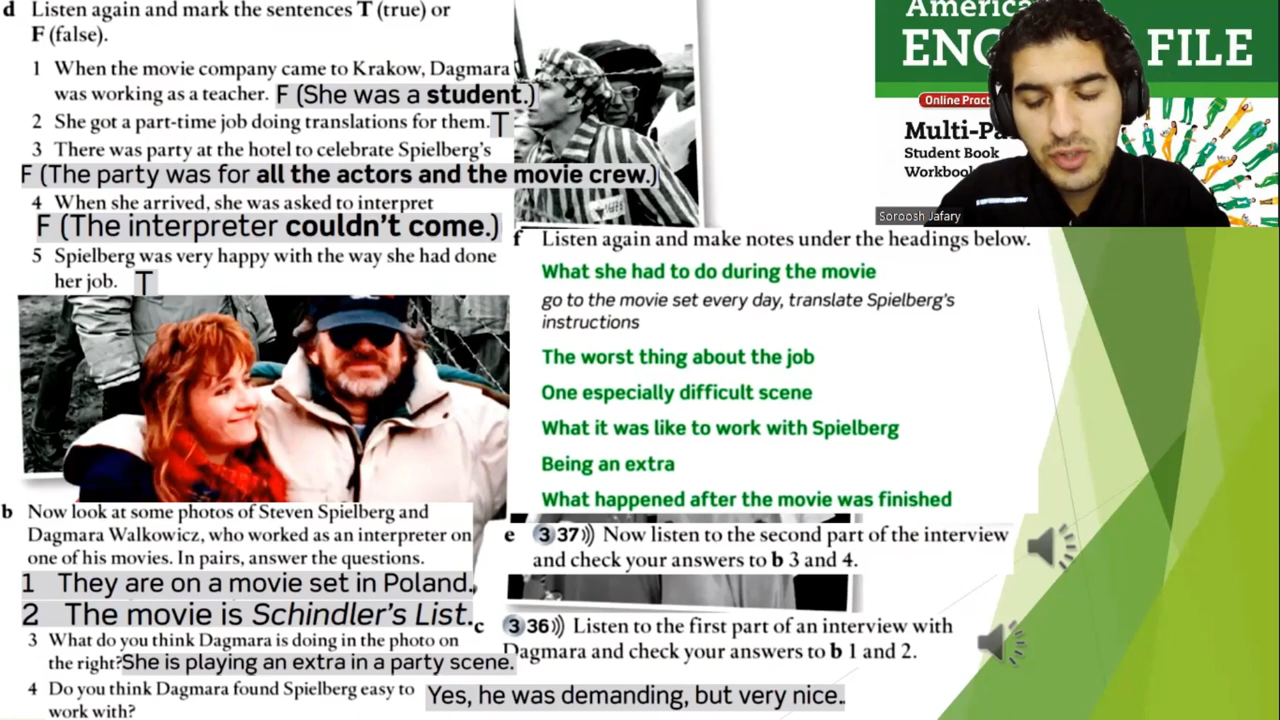 d Listen again and mark the sentences T (true) or
F (false).
1 When the movie company came to Krakow, Dagmara
was working as a teacher. F (She was a student.)
2 She got a part-time job doing translations for them. T
3 There was party at the hotel to celebrate Spielberg's
F (The party was for all the actors and the movie crew.)
4 When she arrived, she was asked to interpret
F (The interpreter couldn't come.)
5 Spielberg was very happy with the way she had done
her job. T
b Now look at some photos of Steven Spielberg and
Dagmara Walkowicz, who worked as an interpreter on
one of his movies. In pairs, answer the questions.
1 They are on a movie set in Poland.
2 The movie is Schindler's List.
3 What do you think Dagmara is doing in the photo on
the right? She is playing an extra in a party scene.
4 Do you think Dagmara found Spielberg easy to
work with? Yes, he was demanding, but very nice.
f Listen again and make notes under the headings below.
What she had to do during the movie
go to the movie set every day, translate Spielberg's
instructions
The worst thing about the job
One especially difficult scene
What it was like to work with Spielberg
Being an extra
What happened after the movie was finished
e 3 37)) Now listen to the second part of the interview
and check your answers to b 3 and 4.
c 3 36)) Listen to the first part of an interview with
Dagmara and check your answers to b 1 and 2.
FILE
Online
Student Book
Soroosh Jafary